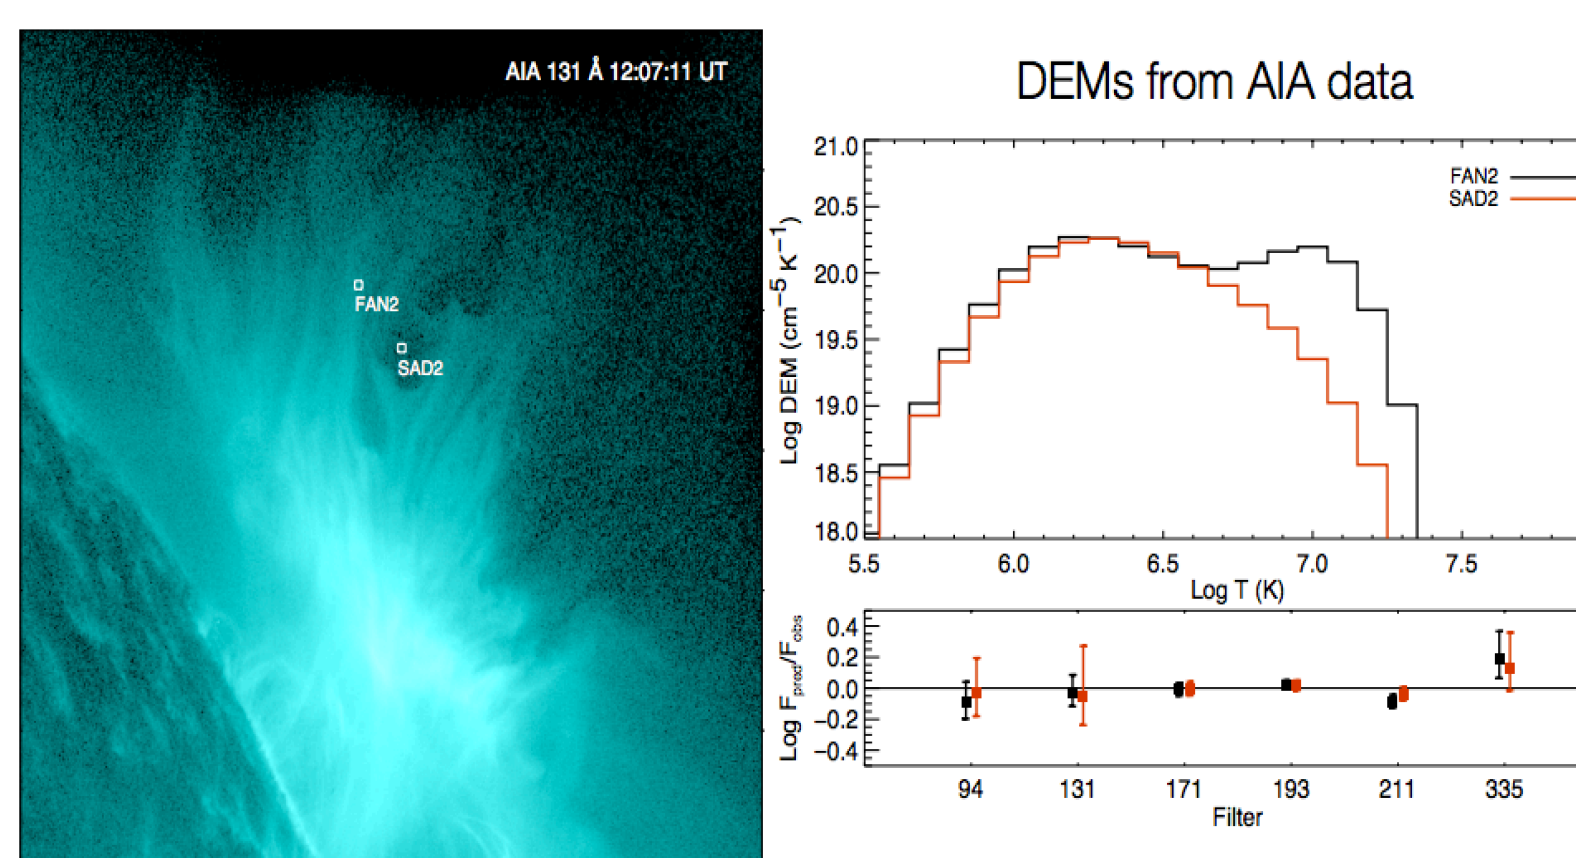 AIA 131 Å 12:07:11 UT
FAN2
SAD2
DEMs from AIA data
FAN2
SAD2
21.0
20.5
20.0
19.5
19.0
18.5
18.0
Log DEM (cm−5 K−1)
5.5 6.0 6.5 7.0 7.5
Log T (K)
0.4
0.2
0.0
−0.2
−0.4
Log Fpred/Fobs
94 131 171 193 211 335
Filter